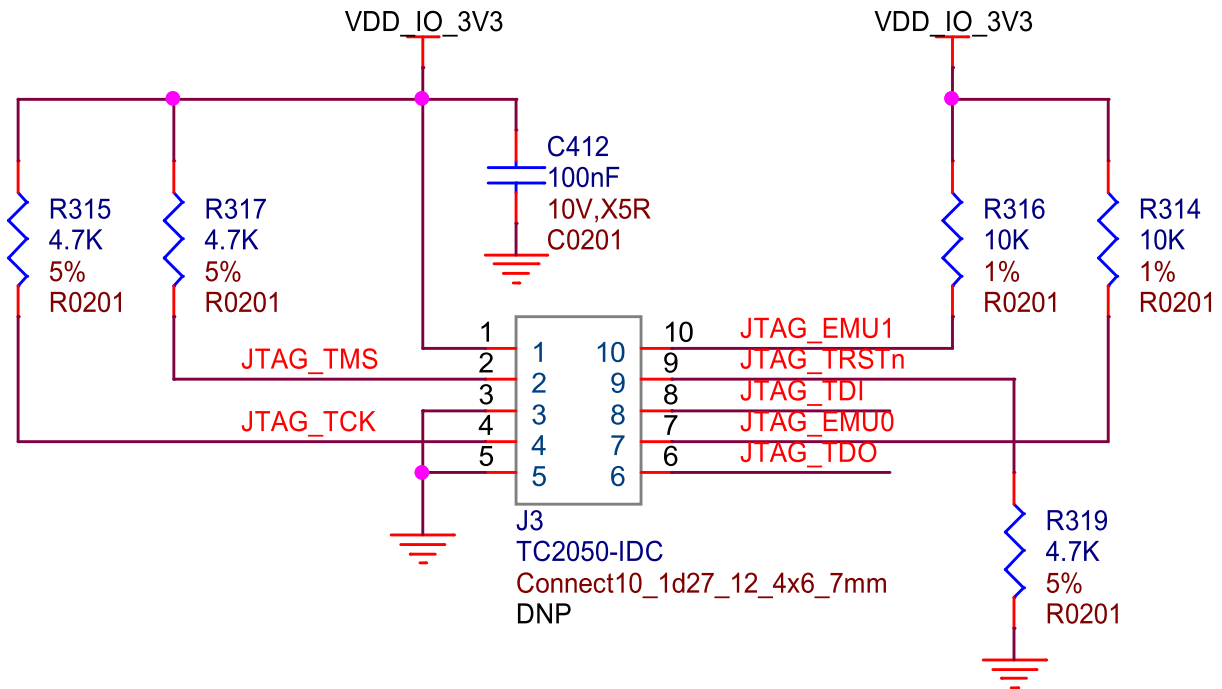 VDD_IO_3V3
VDD_IO_3V3
C412
100nF
10V,X5R
C0201
R315
4.7K
5%
R0201
R317
4.7K
5%
R0201
R316
10K
1%
R0201
R314
10K
1%
R0201
1
2
3
4
5
JTAG_TMS
JTAG_TCK
1
2
3
4
5
10
9
8
7
6
10
9
8
7
6
JTAG_EMU1
JTAG_TRSTn
JTAG_TDI
JTAG_EMU0
JTAG_TDO
J3
TC2050-IDC
Connect10_1d27_12_4x6_7mm
DNP
R319
4.7K
5%
R0201